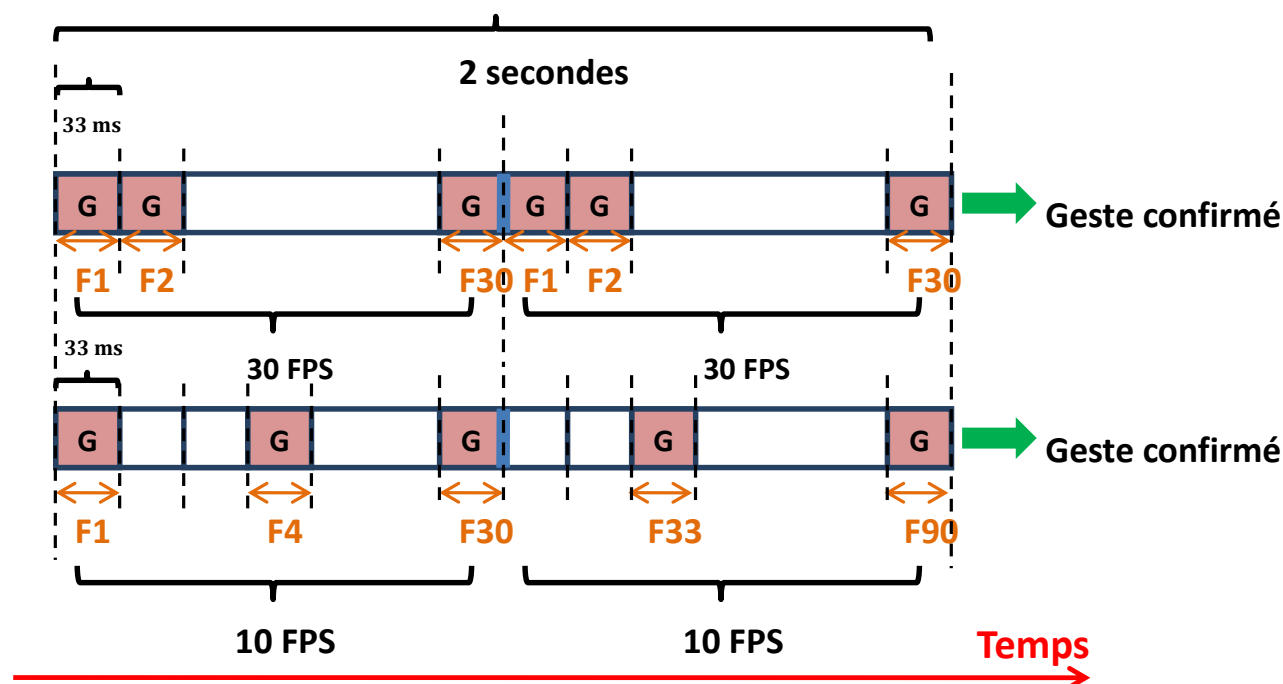 2 secondes
33 ms
G G G G G G
Geste confirmé
F1 F2 F30 F1 F2 F30
33 ms
30 FPS 30 FPS
G G G G G
Geste confirmé
F1 F4 F30 F33 F90
10 FPS 10 FPS
Temps